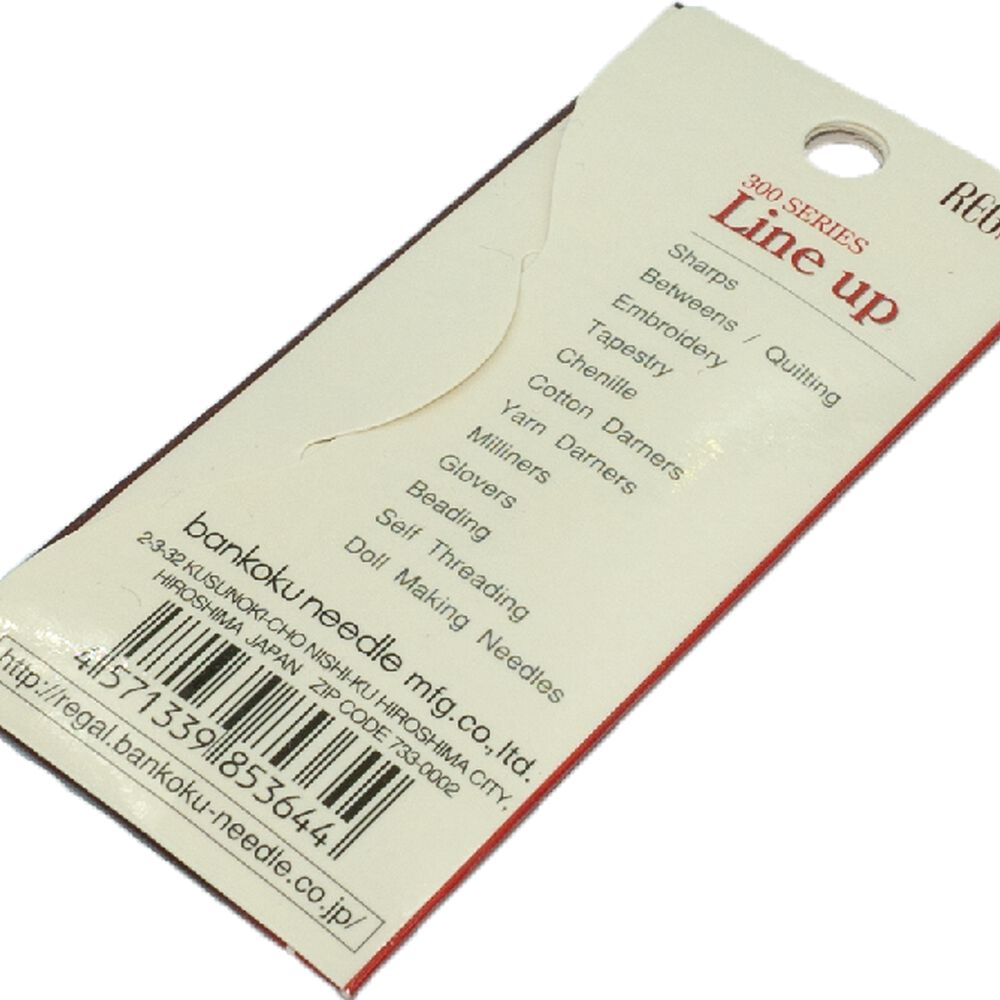 300 SERIES
Line up
Sharps
Betweens / Quilting
Embroidery
Tapestry
Chenille
Cotton Darners
Yarn Darners
Milliners
Glovers
Beading
Self Threading
Doll Making Needles
bankoku needle mfg.co.,ltd.
2-3-32 KUSUNOKI-CHO NISHI-KU HIROSHIMA CITY,
HIROSHIMA JAPAN ZIP CODE 733-0002
4571339853644
http://regal.bankoku-needle.co.jp/